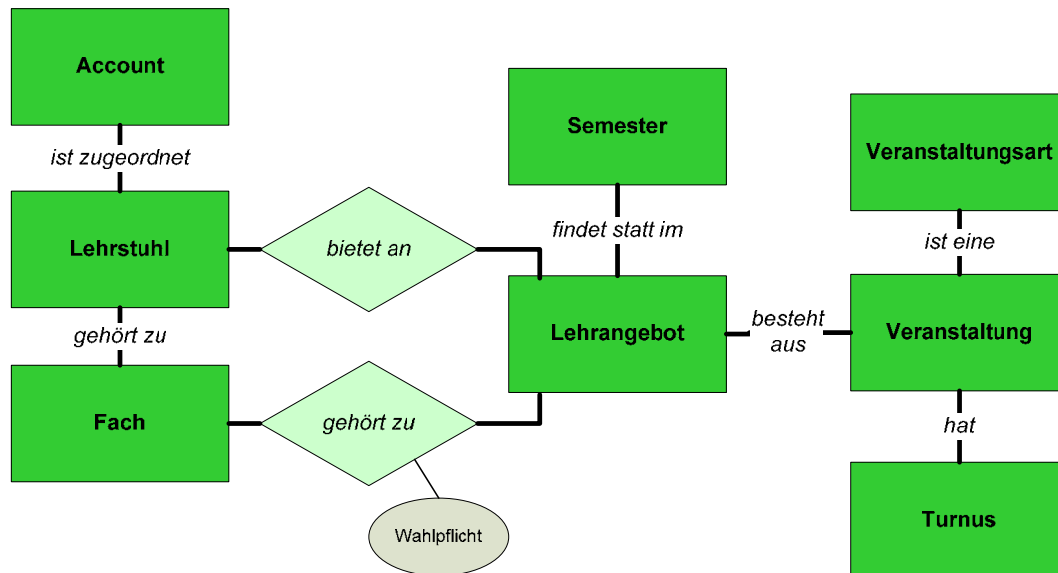 Account
ist zugeordnet
Lehrstuhl
gehört zu
Fach
bietet an
gehört zu
Wahlpflicht
Semester
findet statt im
Lehrangebot
besteht
aus
Veranstaltungsart
ist eine
Veranstaltung
hat
Turnus